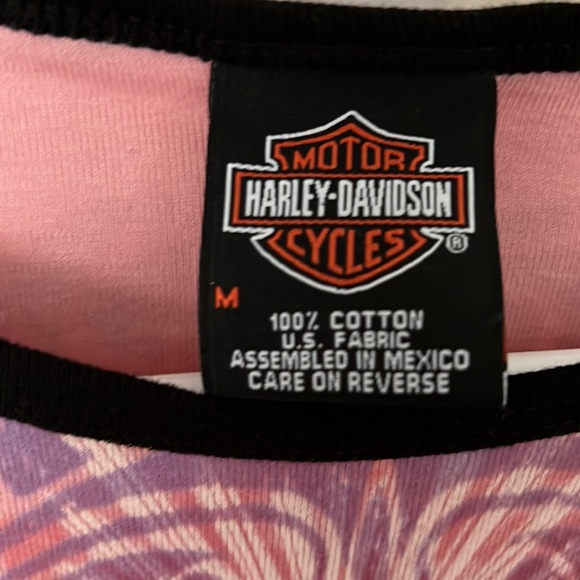 MOTOR
HARLEY-DAVIDSON
CYCLES
®
M
100% COTTON
U.S. FABRIC
ASSEMBLED IN MEXICO
CARE ON REVERSE